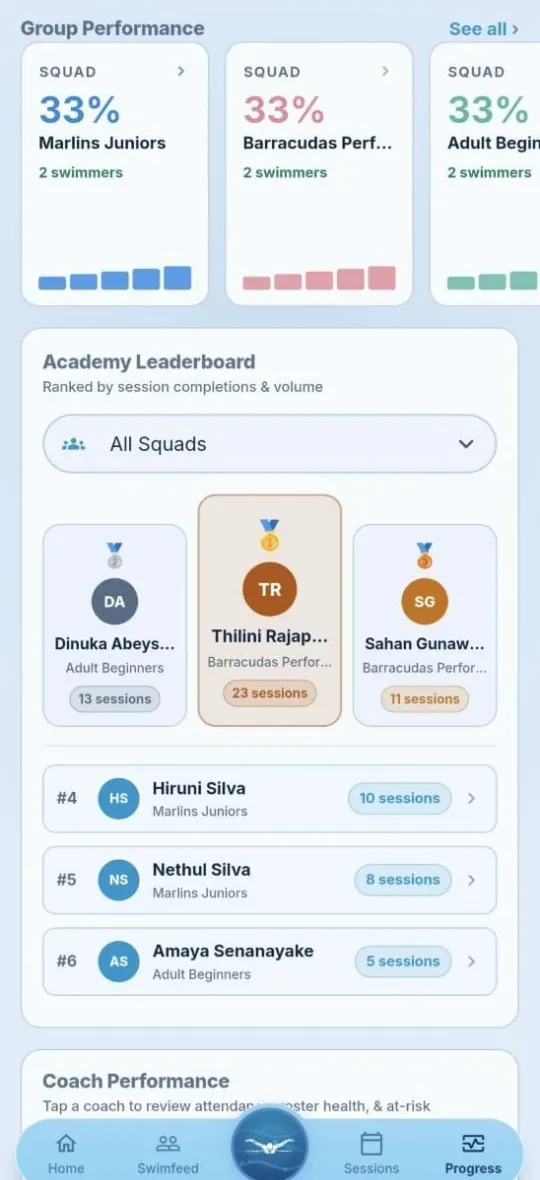 Group Performance
See all ›
SQUAD
33%
Marlins Juniors
2 swimmers
SQUAD
33%
Barracudas Perf...
2 swimmers
SQUAD
33%
Adult Begin
2 swimmers
Academy Leaderboard
Ranked by session completions & volume
All Squads
2
DA
Dinuka Abeys...
Adult Beginners
13 sessions
1
TR
Thilini Rajap...
Barracudas Perfor...
23 sessions
3
SG
Sahan Gunaw...
Barracudas Perfor...
11 sessions
#4
HS
Hiruni Silva
Marlins Juniors
10 sessions
#5
NS
Nethul Silva
Marlins Juniors
8 sessions
#6
AS
Amaya Senanayake
Adult Beginners
5 sessions
Coach Performance
Tap a coach to review health, & at-risk
Home
Swimfeed
Sessions
Progress